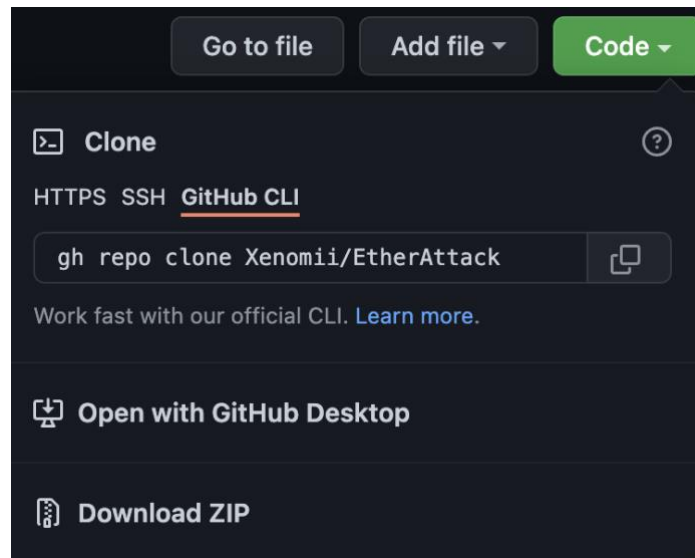 Go to file Add file Code
Clone
HTTPS SSH GitHub CLI
gh repo clone Xenomii/EtherAttack
Work fast with our official CLI. Learn more.
Open with GitHub Desktop
Download ZIP